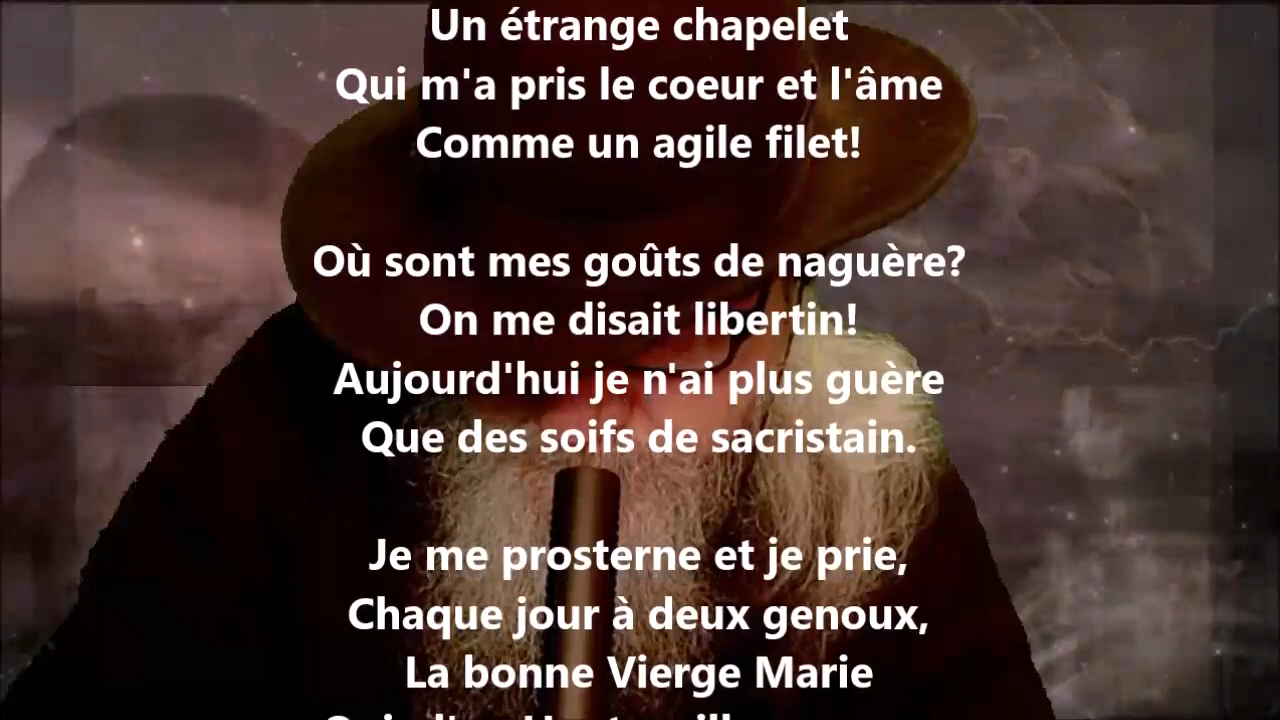 Un étrange chapelet
Qui m'a pris le coeur et l'âme
Comme un agile filet!
Où sont mes goûts de naguère?
On me disait libertin!
Aujourd'hui je n'ai plus guère
Que des soifs de sacristain.
Je me prosterne et je prie,
Chaque jour à deux genoux,
La bonne Vierge Marie